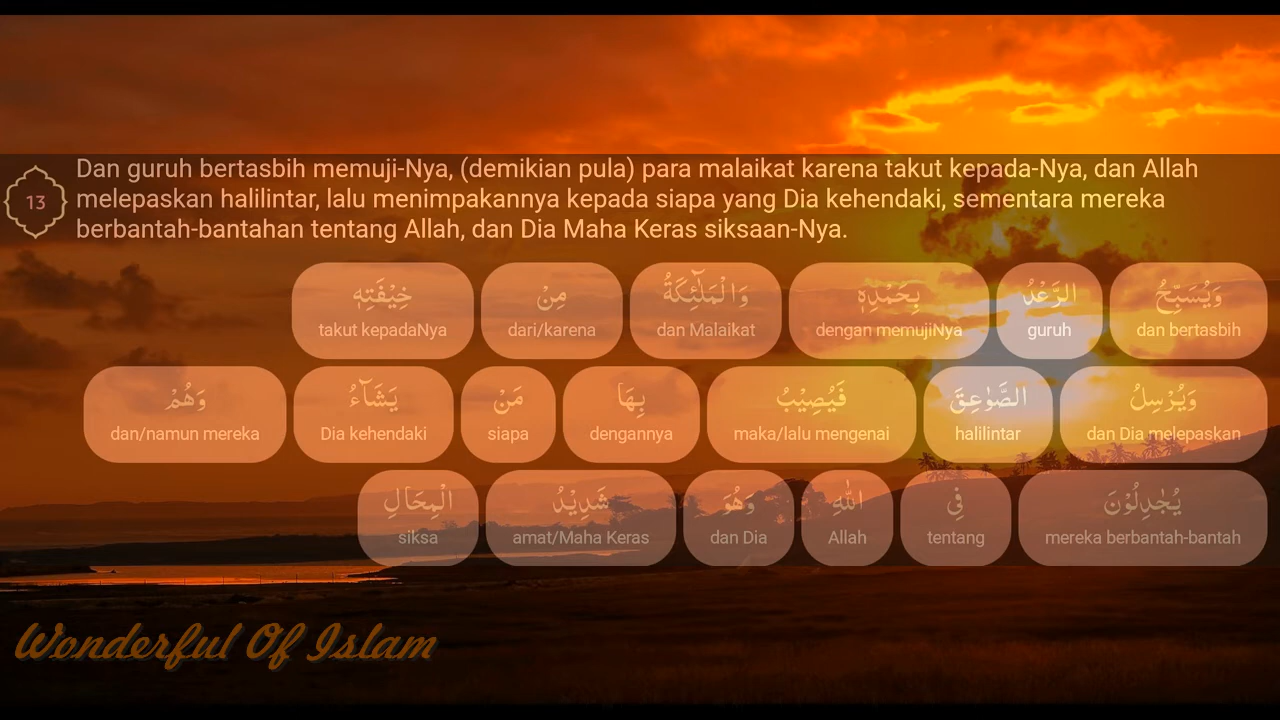 Dan guruh bertasbih memuji-Nya, (demikian pula) para malaikat karena takut kepada-Nya, dan Allah
13
melepaskan halilintar, lalu menimpakannya kepada siapa yang Dia kehendaki, sementara mereka
berbantah-bantahan tentang Allah, dan Dia Maha Keras siksaan-Nya.
وَيُسَبِّحُ الرَّعْدُ بِحَمْدِهٖ وَالْمَلٰۤىِٕكَةُ مِنْ خِيْفَتِهٖ
dan bertasbih guruh dengan memujiNya dan Malaikat dari/karena takut kepadaNya
وَيُرْسِلُ الصَّوٰعِقَ فَيُصِيْبُ بِهَا مَنْ يَّشَاۤءُ وَهُمْ
dan Dia melepaskan halilintar maka/lalu mengenai dengannya siapa Dia kehendaki dan/namun mereka
يُجٰدِلُوْنَ فِى اللّٰهِ وَهُوَ شَدِيْدُ الْمِحَالِ
mereka berbantah-bantah tentang Allah dan Dia amat/Maha Keras siksa
Wonderful Of Islam